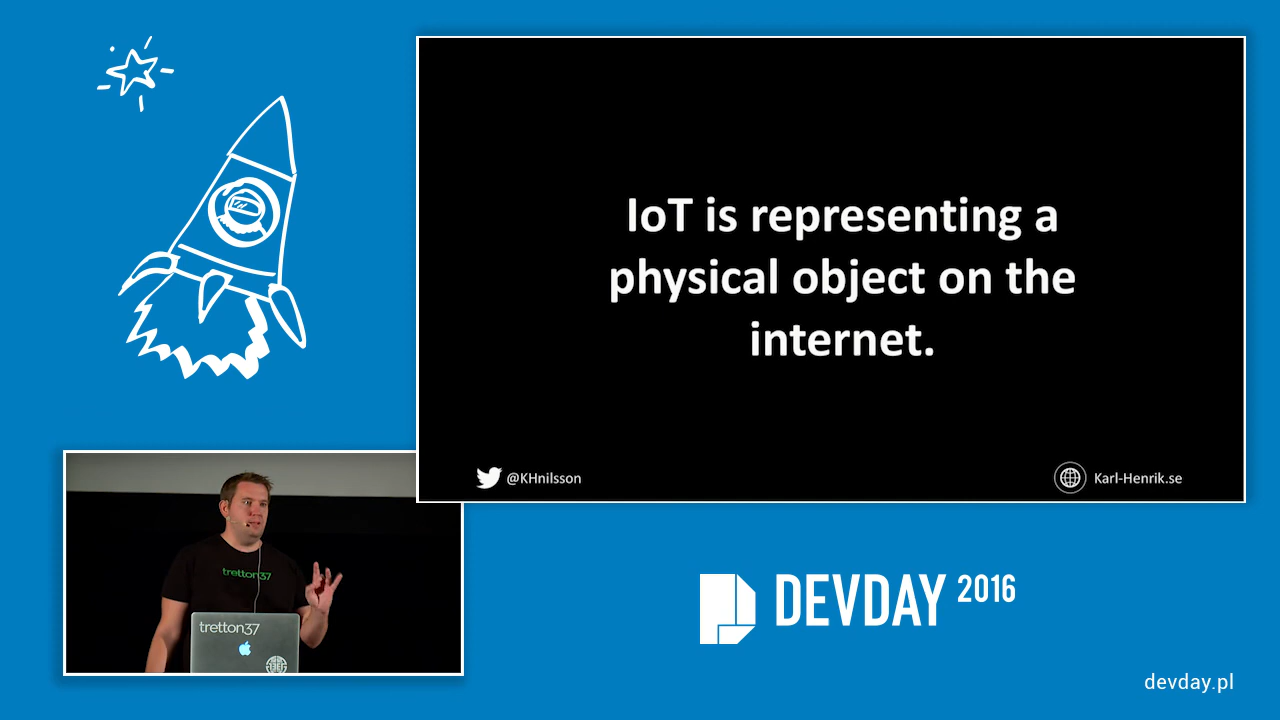 IoT is representing a
physical object on the
internet.
@KHnilsson
Karl-Henrik.se
tretton37
tretton37
DEVDAY 2016
devday.pl